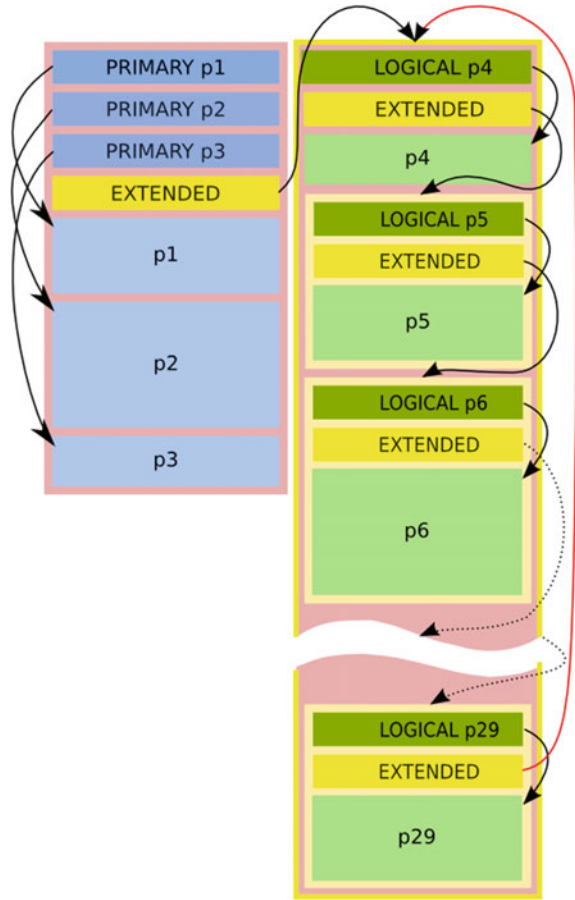 PRIMARY p1
PRIMARY p2
PRIMARY p3
EXTENDED
p1
p2
p3
LOGICAL p4
EXTENDED
p4
LOGICAL p5
EXTENDED
p5
LOGICAL p6
EXTENDED
p6
LOGICAL p29
EXTENDED
p29